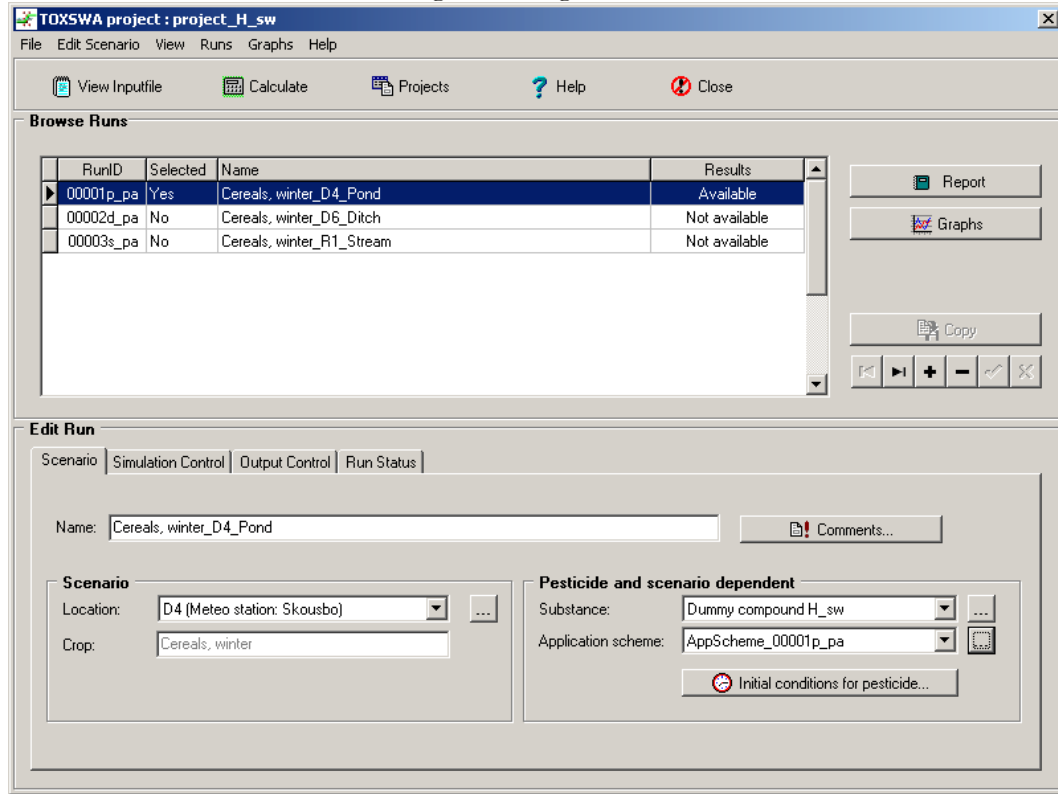 TOXSWA project : project_H_sw
File Edit Scenario View Runs Graphs Help
View Inputfile Calculate Projects Help Close
Browse Runs
RunID Selected Name Results
00001p_pa Yes Cereals, winter_D4_Pond Available
00002d_pa No Cereals, winter_D6_Ditch Not available
00003s_pa No Cereals, winter_R1_Stream Not available
Report
Graphs
Copy
Edit Run
Scenario Simulation Control Output Control Run Status
Name: Cereals, winter_D4_Pond Comments...
Scenario
Location: D4 (Meteo station: Skousbo) ...
Crop: Cereals, winter
Pesticide and scenario dependent
Substance: Dummy compound H_sw ...
Application scheme: AppScheme_00001p_pa ...
Initial conditions for pesticide...